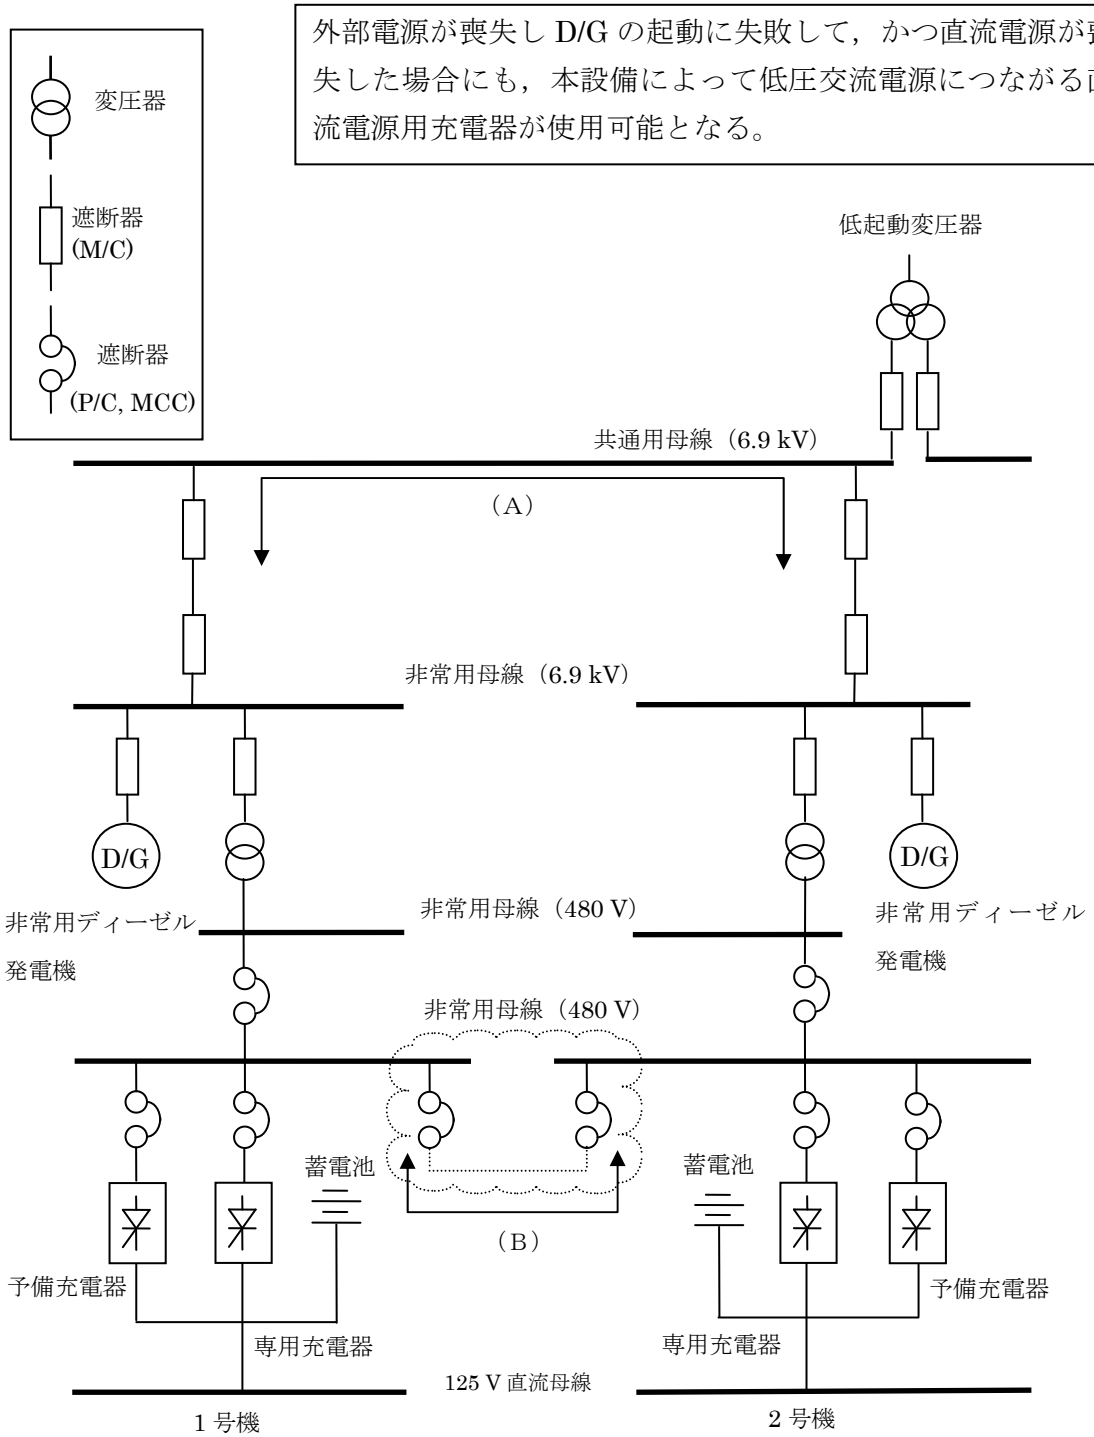 外部電源が喪失し D/G の起動に失敗して，かつ直流電源が喪
失した場合にも，本設備によって低圧交流電源につながる直
流電源用充電器が使用可能となる。
変圧器
遮断器
(M/C)
遮断器
(P/C, MCC)
低起動変圧器
共通用母線（6.9 kV）
（A）
非常用母線（6.9 kV）
D/G
D/G
非常用ディーゼル
発電機
非常用母線（480 V）
非常用ディーゼル
発電機
非常用母線（480 V）
蓄電池
蓄電池
（B）
予備充電器
予備充電器
専用充電器
専用充電器
125 V 直流母線
1 号機
2 号機